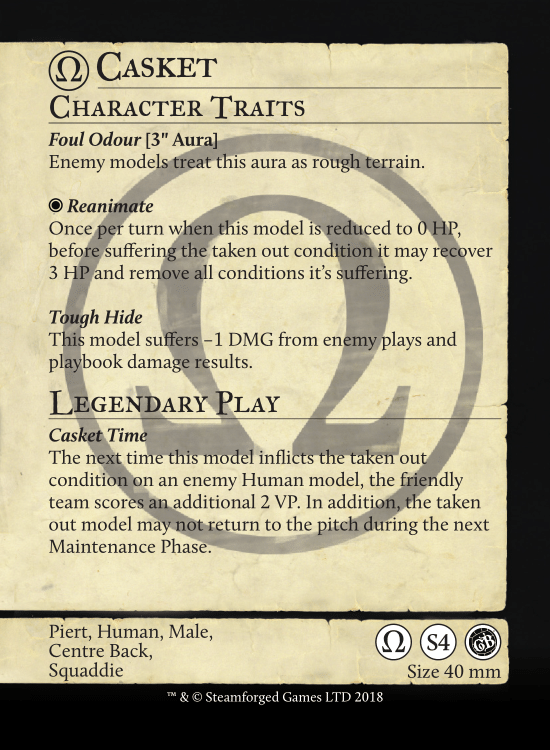 Ω Casket
Character Traits
Foul Odour [3" Aura]
Enemy models treat this aura as rough terrain.
Reanimate
Once per turn when this model is reduced to 0 HP,
before suffering the taken out condition it may recover
3 HP and remove all conditions it's suffering.
Tough Hide
This model suffers –1 DMG from enemy plays and
playbook damage results.
Legendary Play
Casket Time
The next time this model inflicts the taken out
condition on an enemy Human model, the friendly
team scores an additional 2 VP. In addition, the taken
out model may not return to the pitch during the next
Maintenance Phase.
Piert, Human, Male,
Centre Back,
Squaddie
Ω S4 GB
Size 40 mm
™ & © Steamforged Games LTD 2018